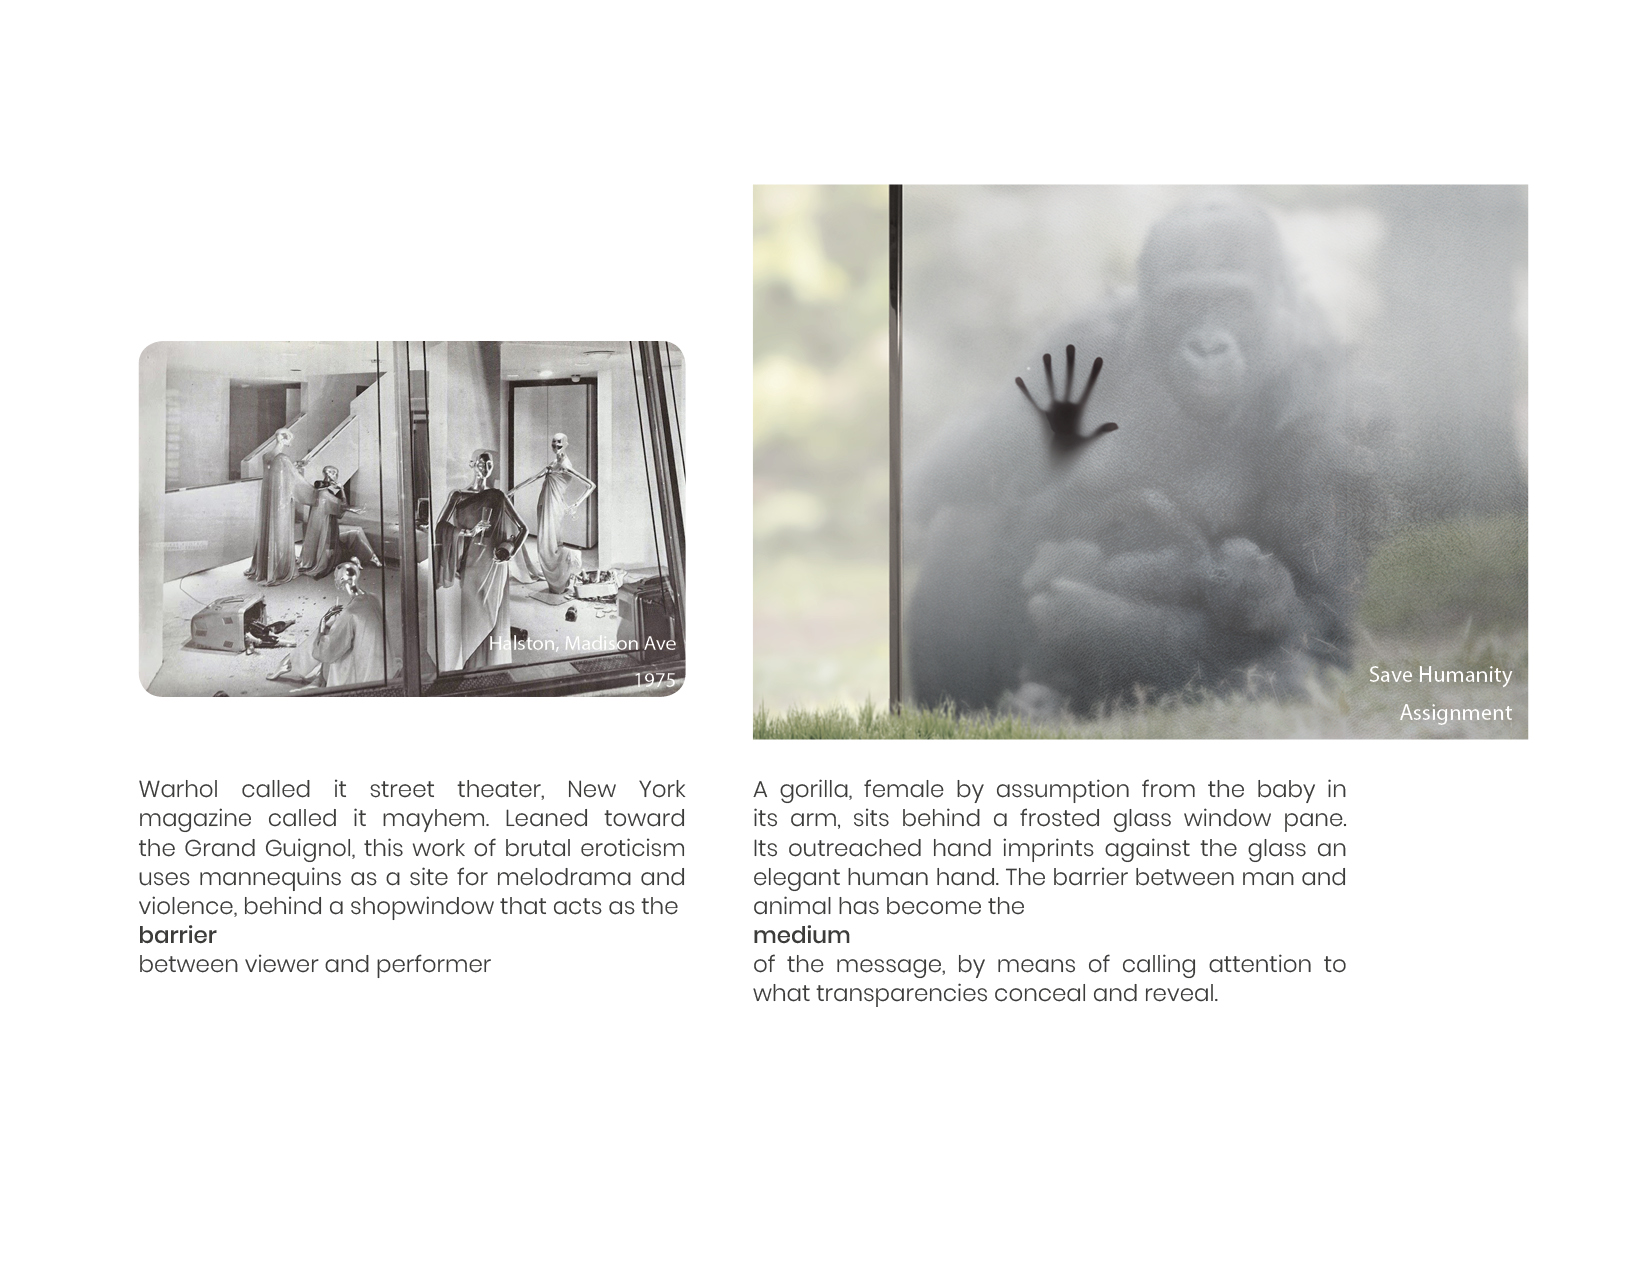 Halston, Madison Ave
1975
Warhol called it street theater, New York
magazine called it mayhem. Leaned toward
the Grand Guignol, this work of brutal eroticism
uses mannequins as a site for melodrama and
violence, behind a shopwindow that acts as the
barrier
between viewer and performer
Save Humanity
Assignment
A gorilla, female by assumption from the baby in
its arm, sits behind a frosted glass window pane.
Its outreached hand imprints against the glass an
elegant human hand. The barrier between man and
animal has become the
medium
of the message, by means of calling attention to
what transparencies conceal and reveal.